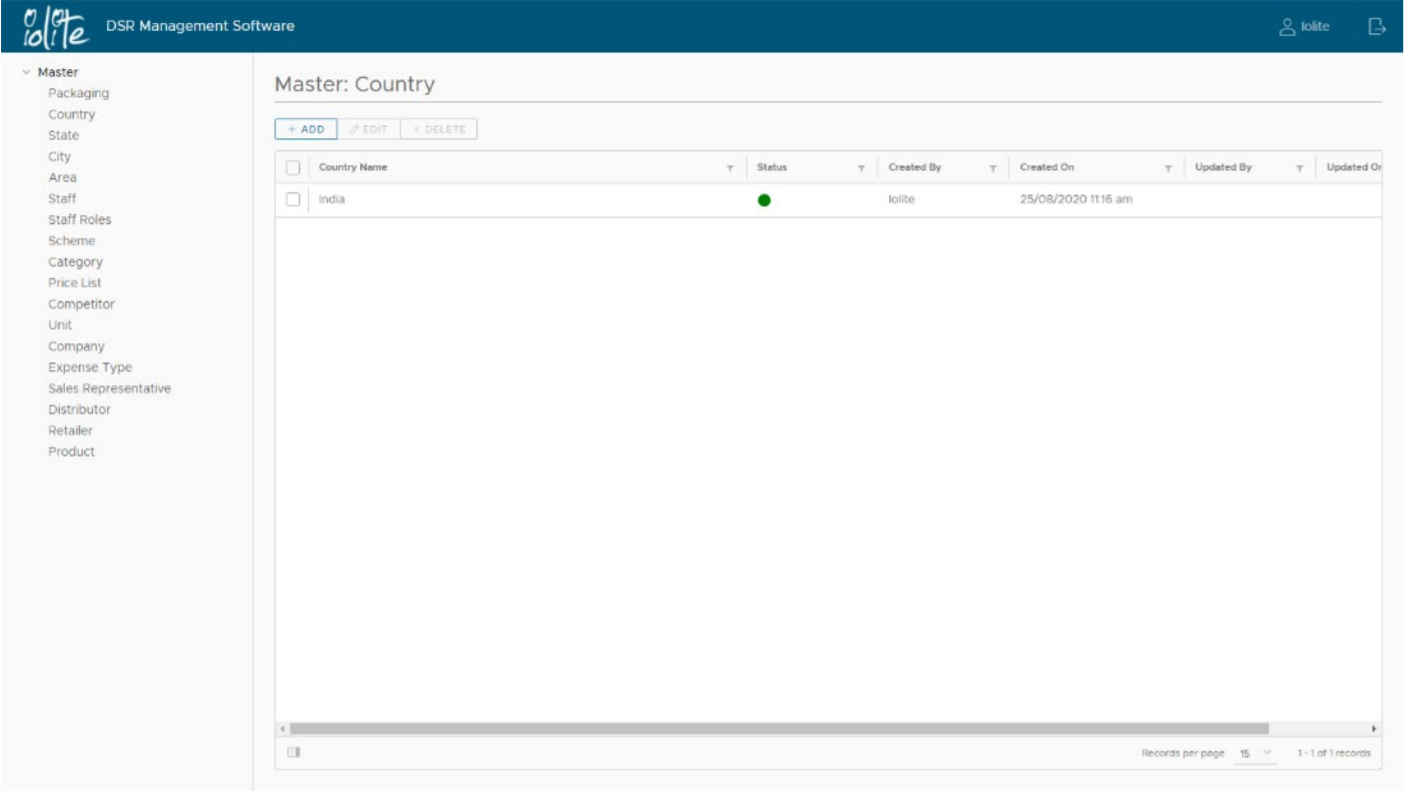 iolite
DSR Management Software
Iolite
Master
Packaging
Country
State
City
Area
Staff
Staff Roles
Scheme
Category
Price List
Competitor
Unit
Company
Expense Type
Sales Representative
Distributor
Retailer
Product
Master: Country
+ ADD EDIT × DELETE
Country Name Status Created By Created On Updated By Updated On
India Iolite 25/08/2020 11:16 am
Records per page 15 1 - 1 of 1 records